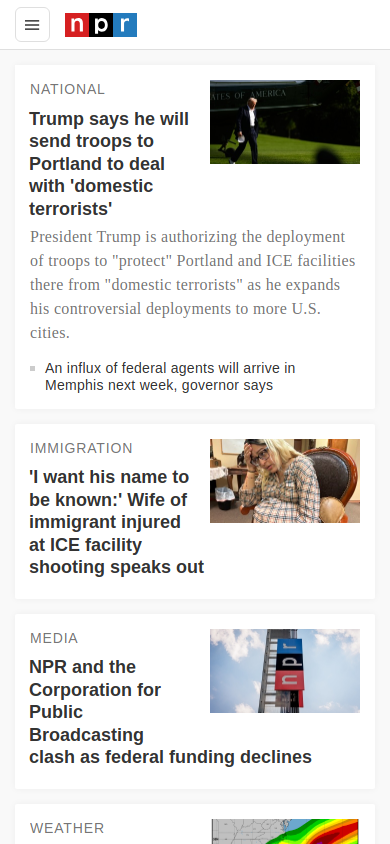 npr
NATIONAL
Trump says he will
send troops to
Portland to deal
with 'domestic
terrorists'
ATES OF AMERICA
President Trump is authorizing the deployment
of troops to "protect" Portland and ICE facilities
there from "domestic terrorists" as he expands
his controversial deployments to more U.S.
cities.
An influx of federal agents will arrive in
Memphis next week, governor says
IMMIGRATION
'I want his name to
be known:' Wife of
immigrant injured
at ICE facility
shooting speaks out
MEDIA
NPR and the
Corporation for
Public
Broadcasting
clash as federal funding declines
npr
WEATHER